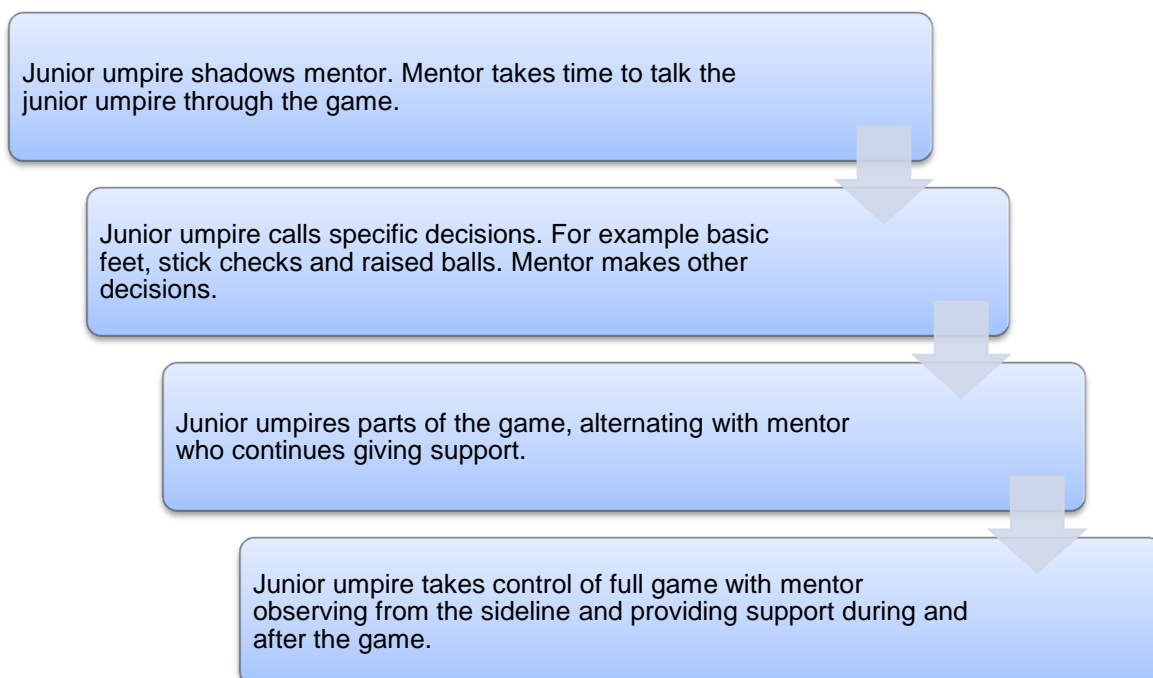 Junior umpire shadows mentor. Mentor takes time to talk the
junior umpire through the game.
Junior umpire calls specific decisions. For example basic
feet, stick checks and raised balls. Mentor makes other
decisions.
Junior umpires parts of the game, alternating with mentor
who continues giving support.
Junior umpire takes control of full game with mentor
observing from the sideline and providing support during and
after the game.